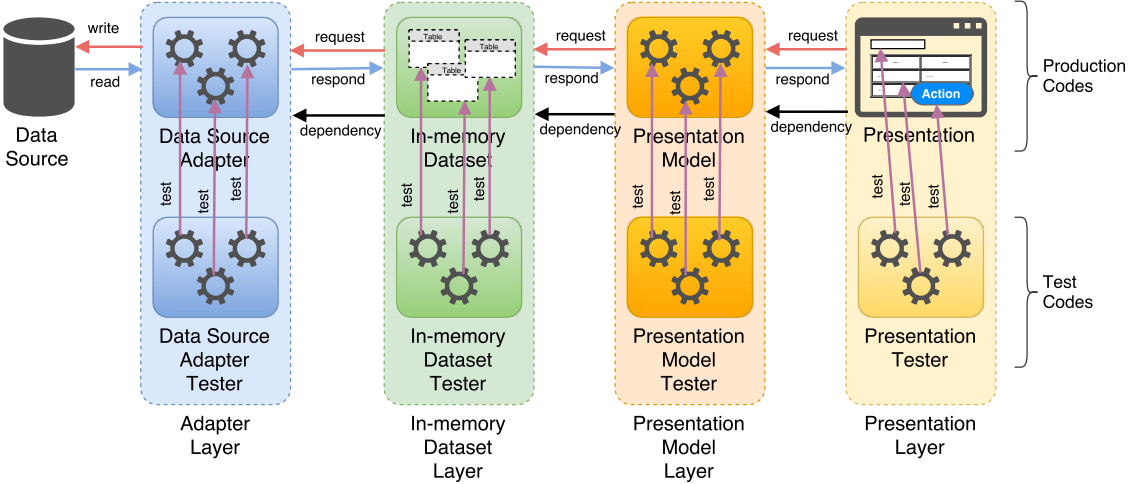 write
read
Data
Source
Table
Table
Table
request
respond
dependency
request
respond
dependency
request
respond
dependency
Action
Data Source
Adapter
In-memory
Dataset
Presentation
Model
Presentation
Production
Codes
test
test
test
test
test
test
test
test
test
test
test
test
Data Source
Adapter
Tester
In-memory
Dataset
Tester
Presentation
Model
Tester
Presentation
Tester
Test
Codes
Adapter
Layer
In-memory
Dataset
Layer
Presentation
Model
Layer
Presentation
Layer